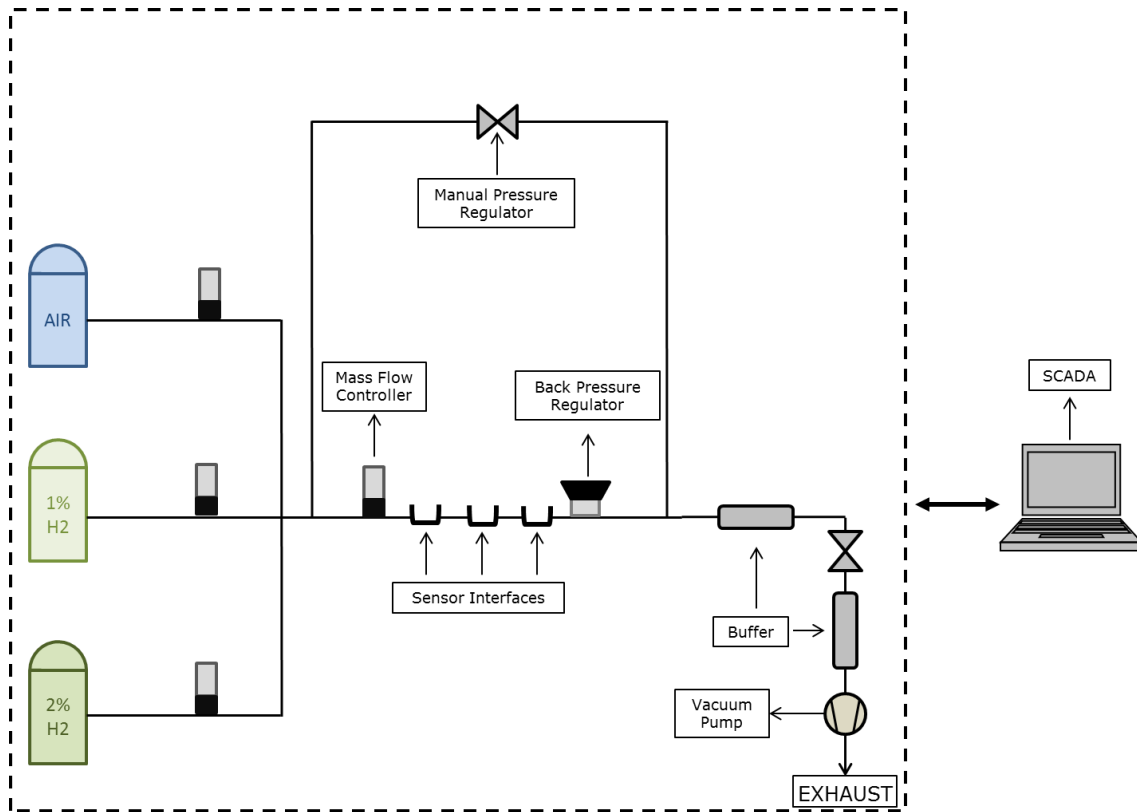 Manual Pressure
Regulator
AIR
Mass Flow
Controller
Back Pressure
Regulator
SCADA
1%
H2
Sensor Interfaces
Buffer
2%
H2
Vacuum
Pump
EXHAUST